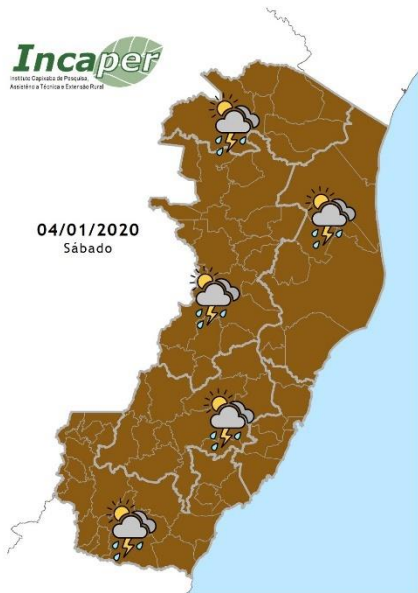 Incaper
Instituto Capixaba de Pesquisa,
Assistência Técnica e Extensão Rural
04/01/2020
Sábado